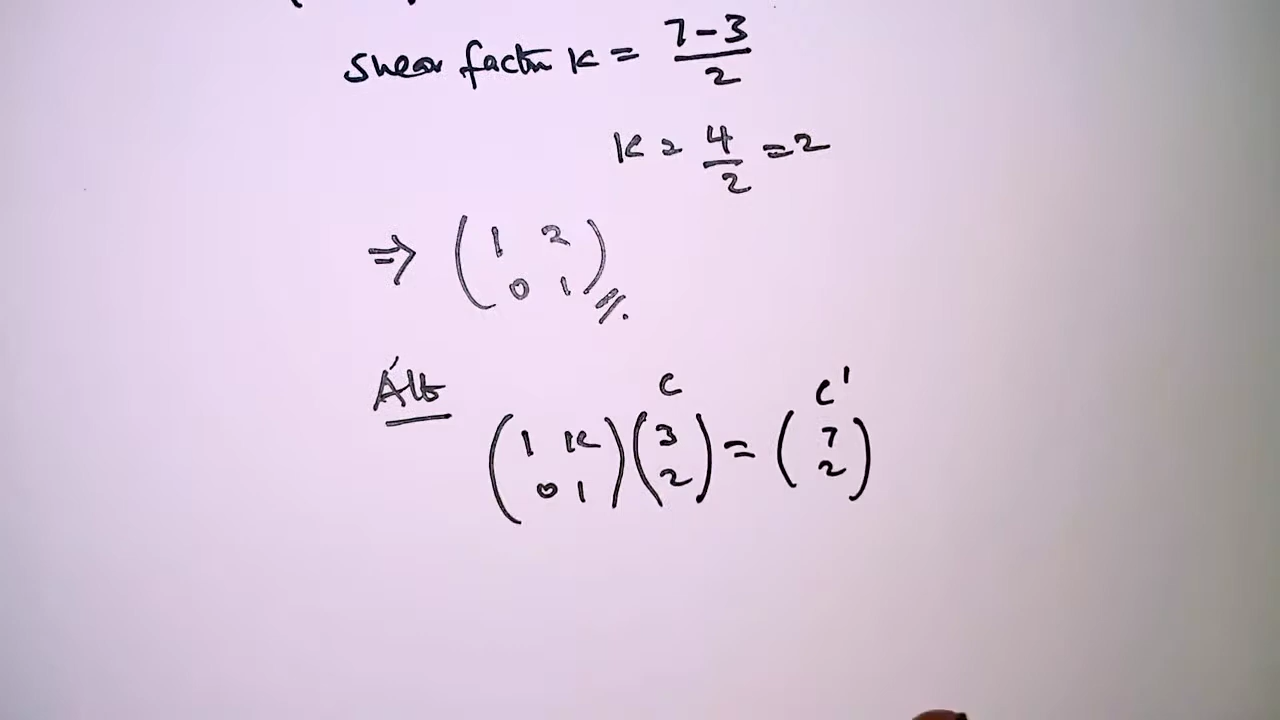 Shear factor K = 7-3/2
K = 4/2 = 2
⇒ (1 2
0 1)//.
Alt
C C'
(1 K
0 1)(3
2) = (7
2)